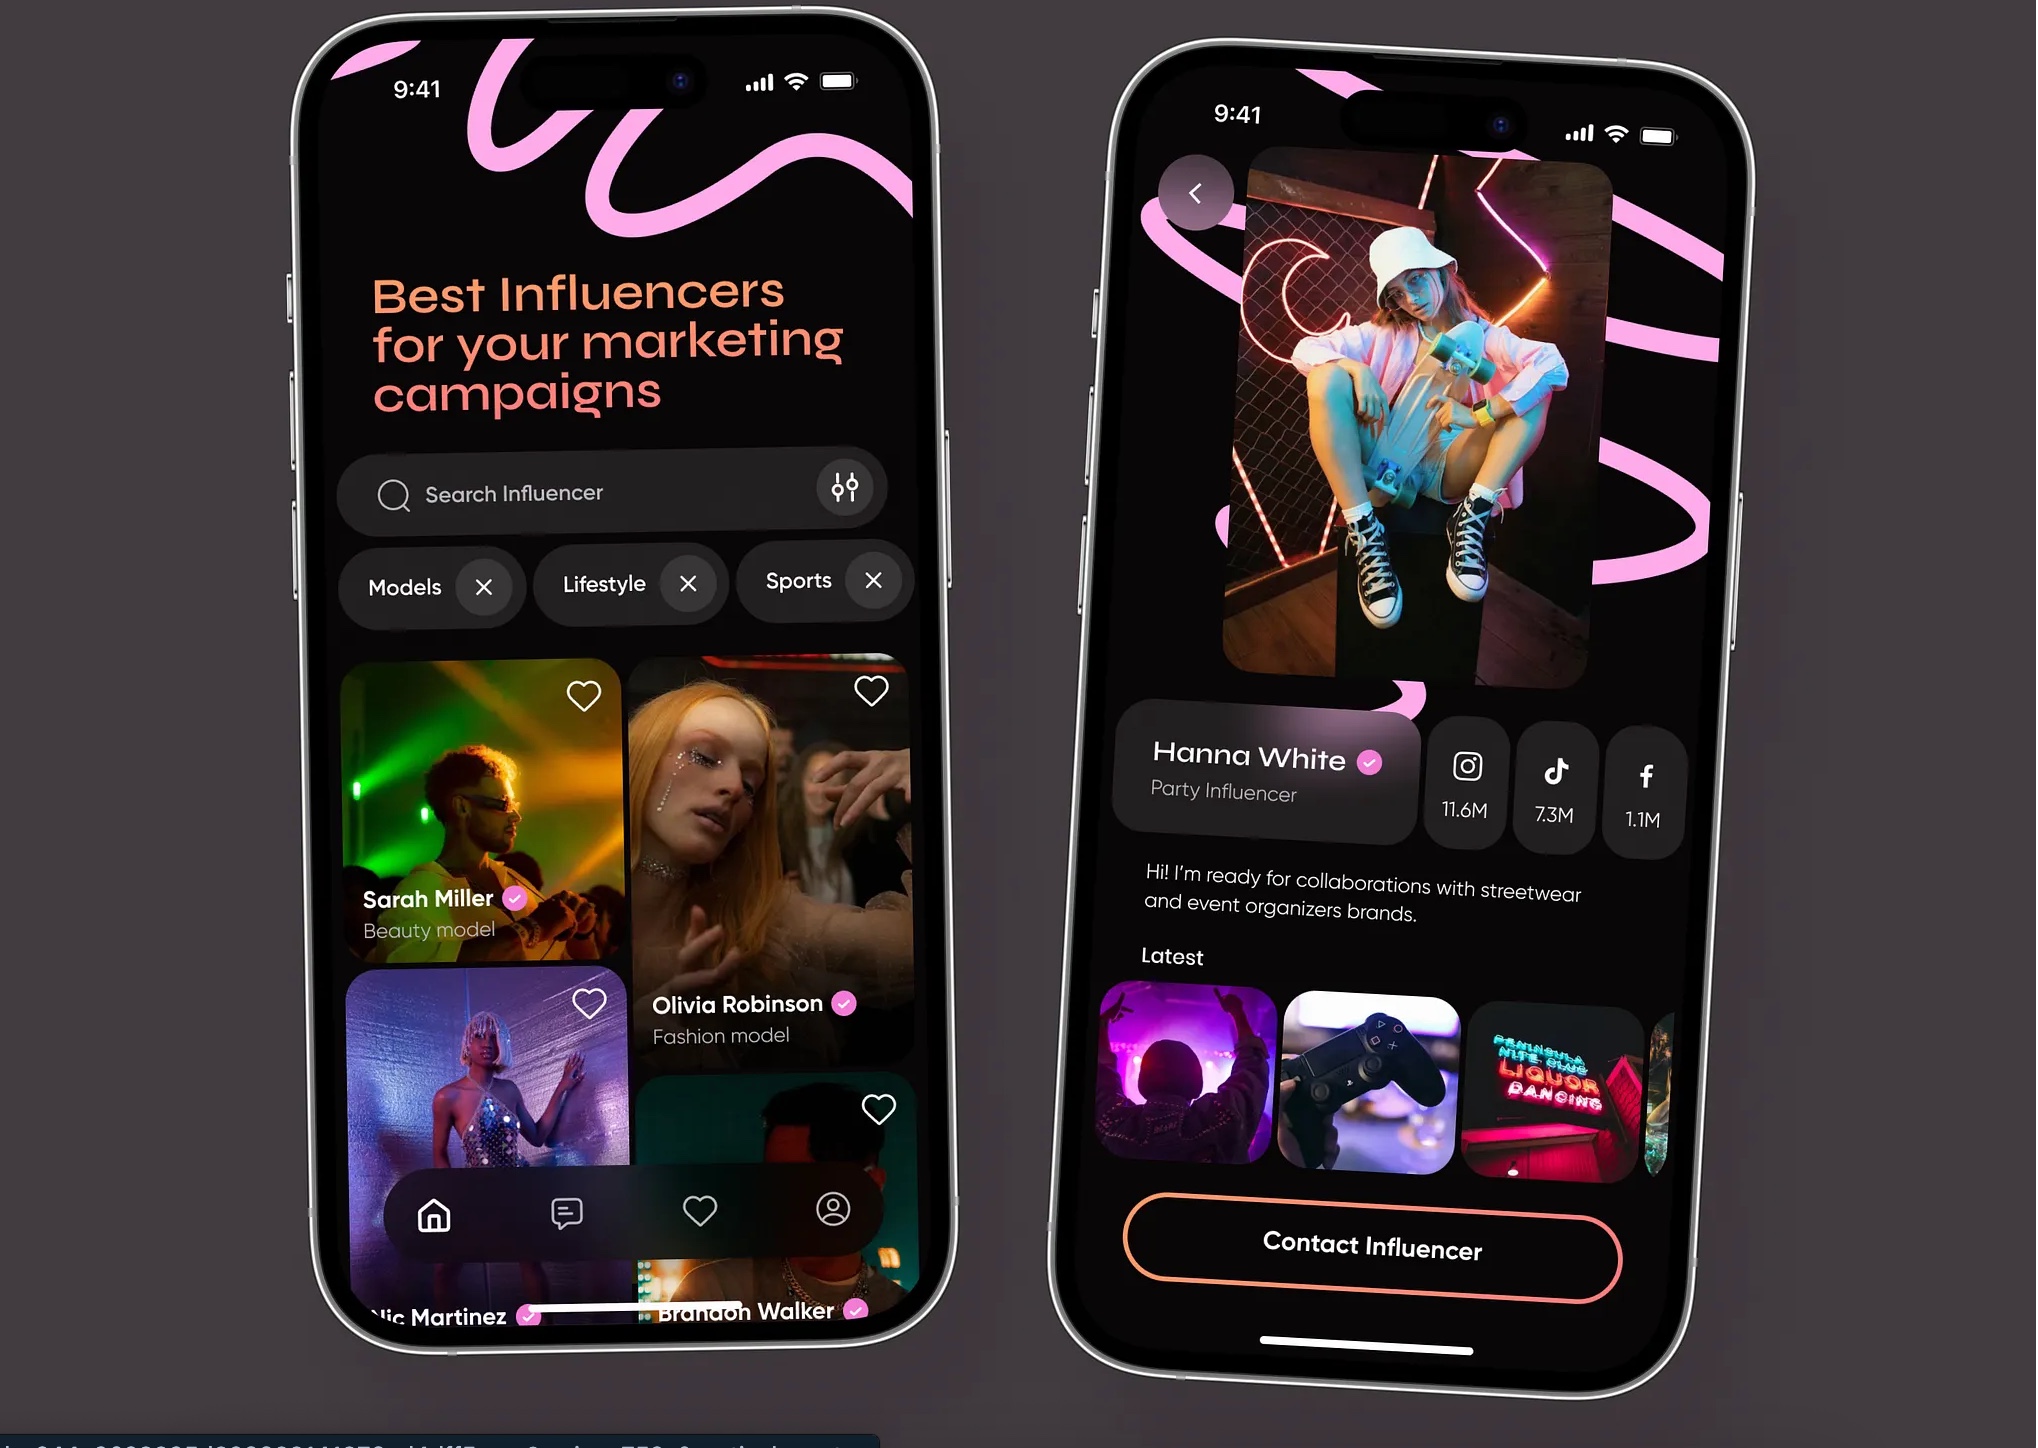 9:41
Best Influencers
for your marketing
campaigns
Search Influencer
Models
Lifestyle
Sports
Sarah Miller
Beauty model
Olivia Robinson
Fashion model
Nic Martinez
Brandon Walker
9:41
Hanna White
Party Influencer
11.6M
7.3M
1.1M
Hi! I'm ready for collaborations with streetwear
and event organizers brands.
Latest
PENINSULA
NITE CLUB
LIQUOR
DANCING
Contact Influencer